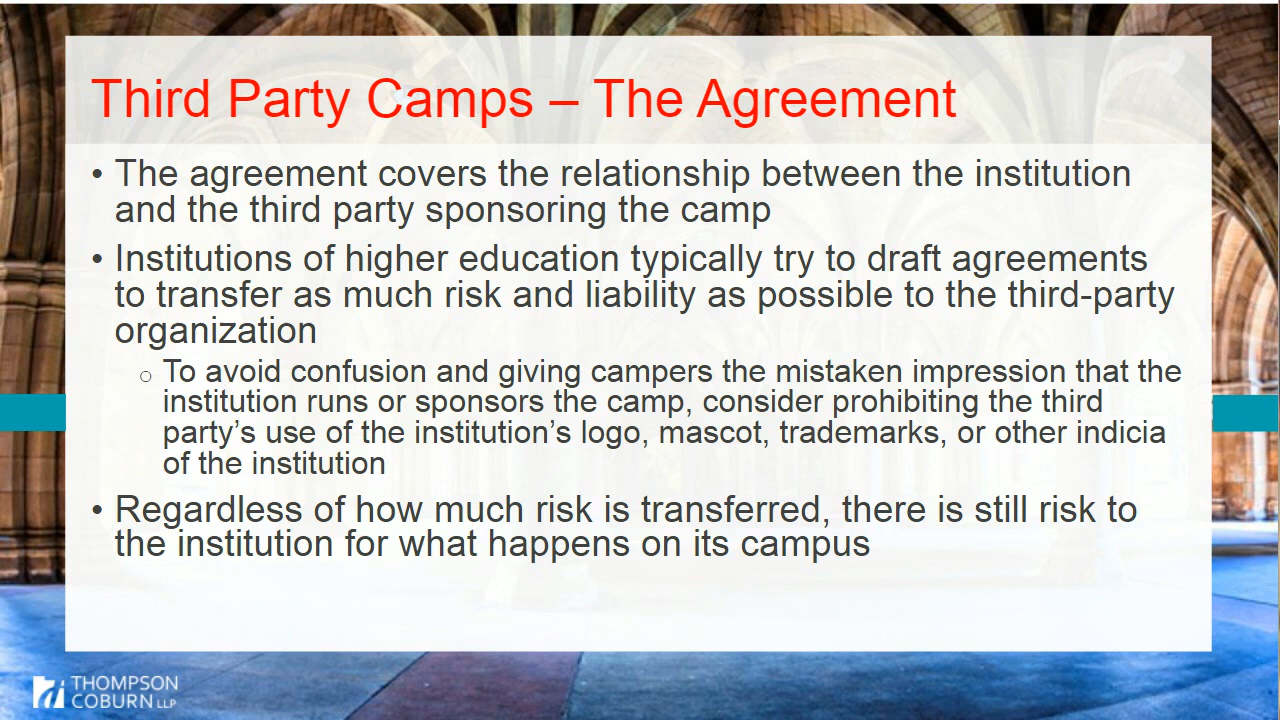 Third Party Camps – The Agreement
• The agreement covers the relationship between the institution
and the third party sponsoring the camp
• Institutions of higher education typically try to draft agreements
to transfer as much risk and liability as possible to the third-party
organization
○ To avoid confusion and giving campers the mistaken impression that the
institution runs or sponsors the camp, consider prohibiting the third
party’s use of the institution’s logo, mascot, trademarks, or other indicia
of the institution
• Regardless of how much risk is transferred, there is still risk to
the institution for what happens on its campus
THOMPSON
COBURN LLP